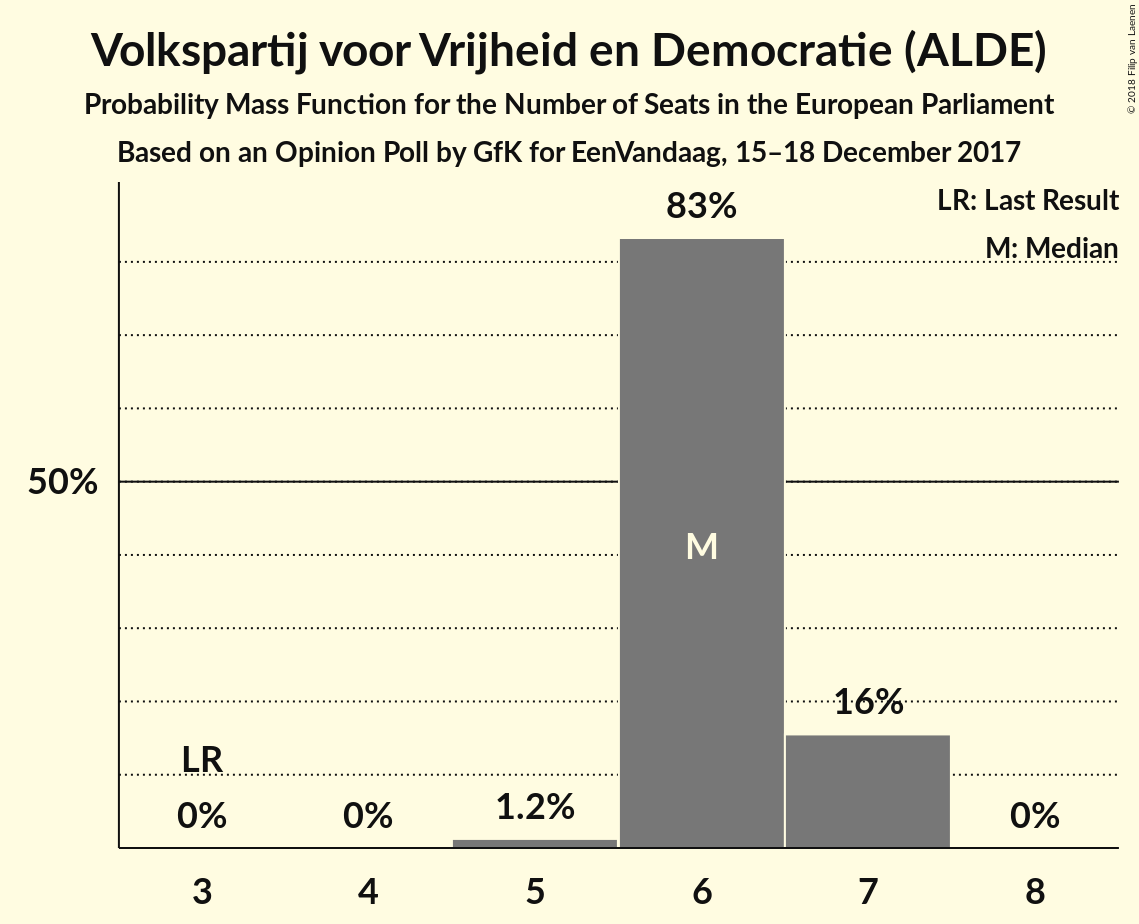 Volkspartij voor Vrijheid en Democratie (ALDE)
Probability Mass Function for the Number of Seats in the European Parliament
Based on an Opinion Poll by GfK for EenVandaag, 15–18 December 2017
© 2018 Filip van Laenen
LR: Last Result
M: Median
83%
50%
M
16%
LR
0%
0%
1.2%
0%
3
4
5
6
7
8